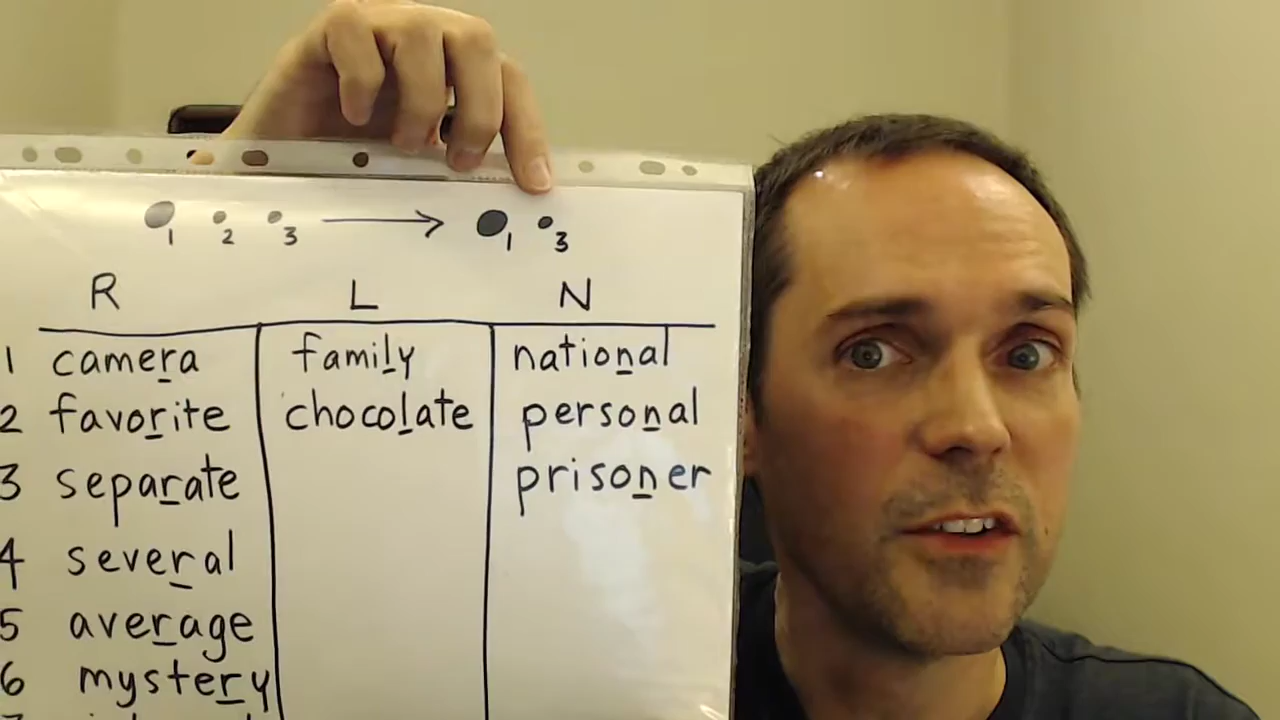 1 2 3 → 1 3
R L N
1 camera family national
2 favorite chocolate personal
3 separate prisoner
4 several
5 average
6 mystery